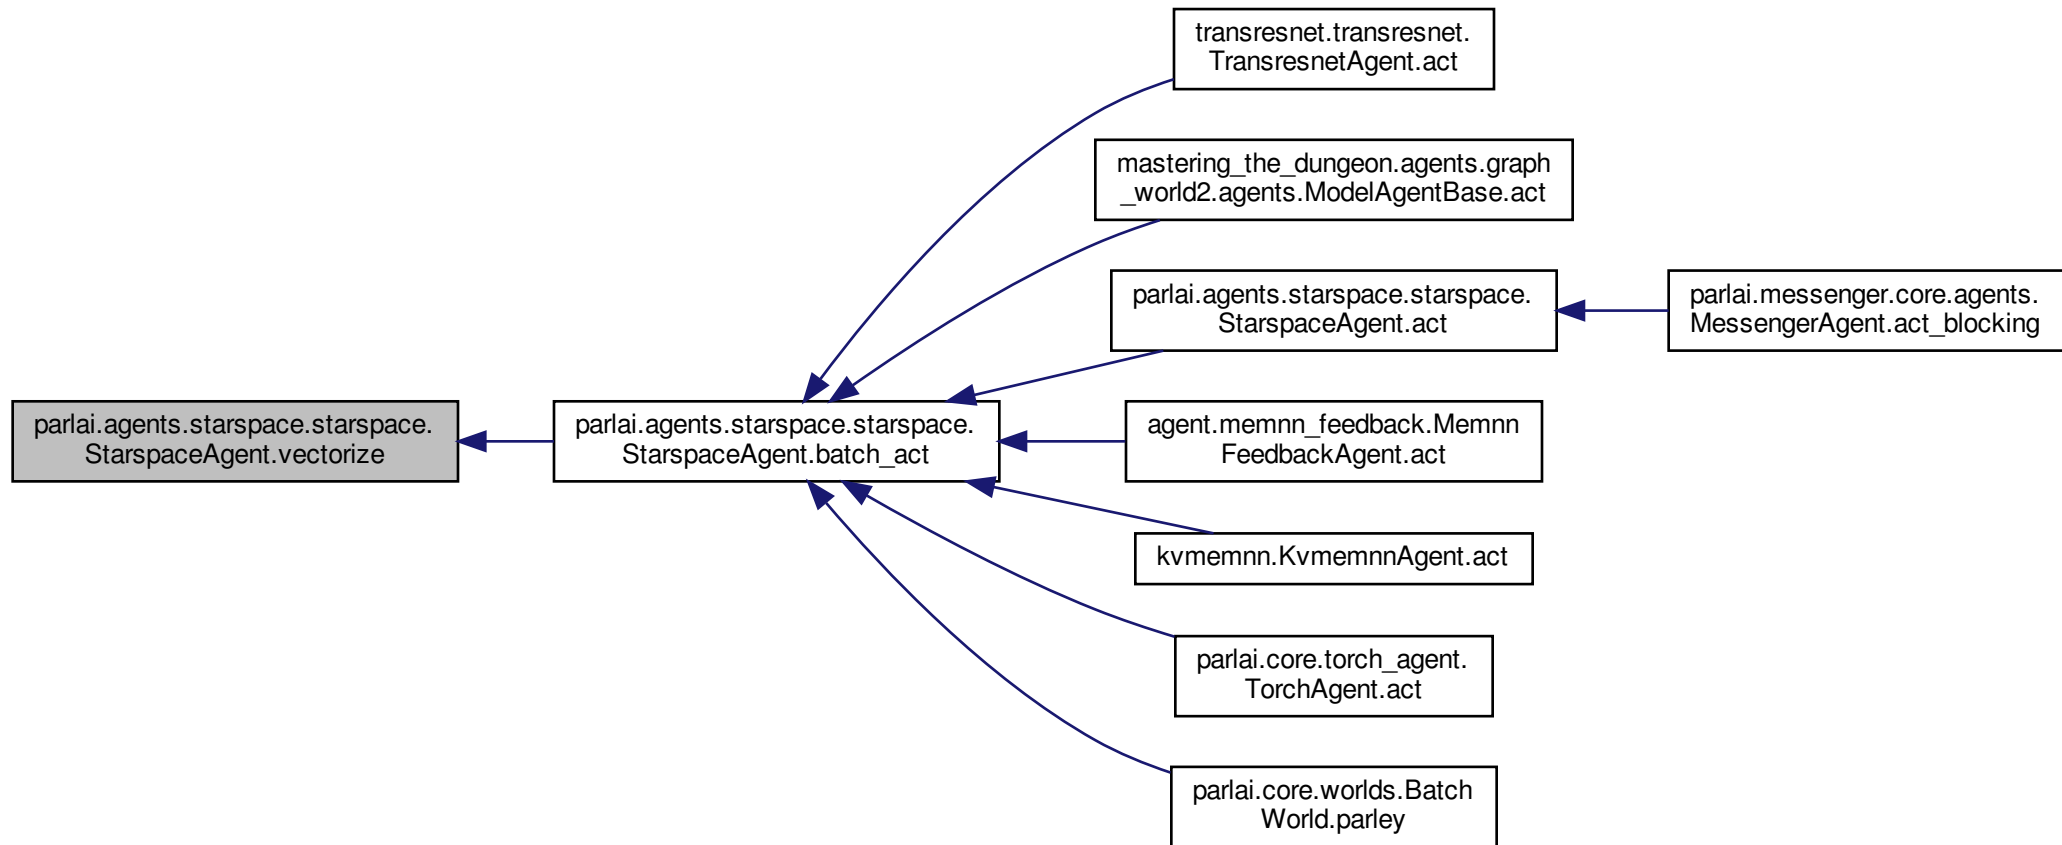 transresnet.transresnet.
TransresnetAgent.act
mastering_the_dungeon.agents.graph
_world2.agents.ModelAgentBase.act
parlai.agents.starspace.starspace.
StarspaceAgent.act
parlai.messenger.core.agents.
MessengerAgent.act_blocking
parlai.agents.starspace.starspace.
StarspaceAgent.vectorize
parlai.agents.starspace.starspace.
StarspaceAgent.batch_act
agent.memnn_feedback.Memnn
FeedbackAgent.act
kvmemnn.KvmemnnAgent.act
parlai.core.torch_agent.
TorchAgent.act
parlai.core.worlds.Batch
World.parley